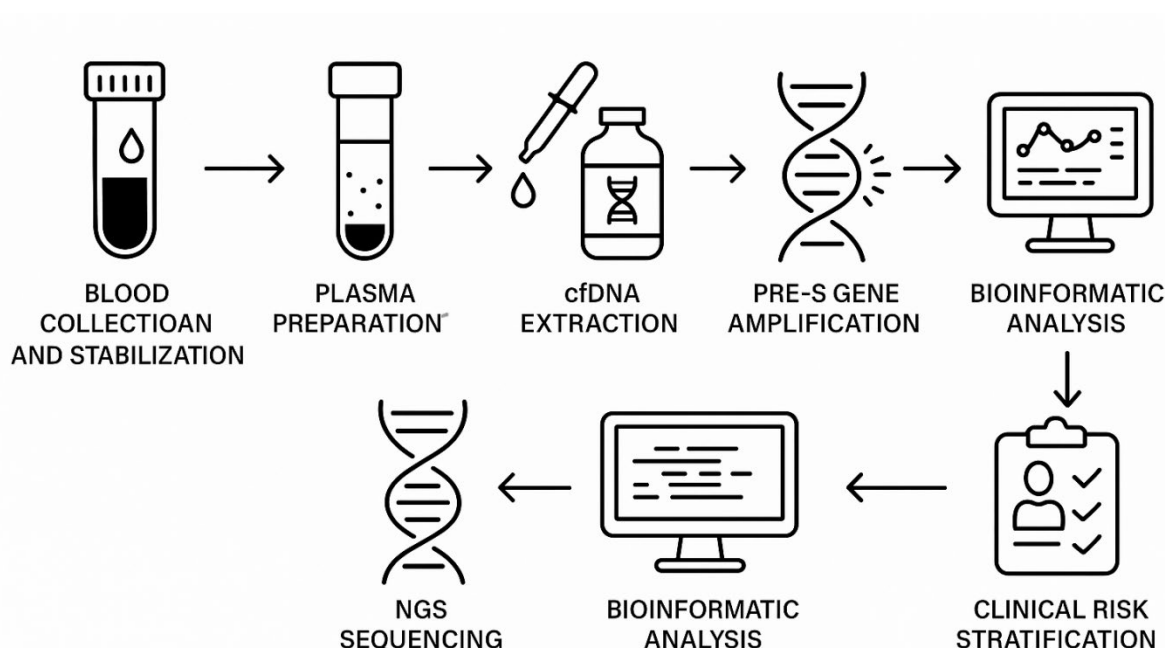 BLOOD
COLLECTIOAN
AND STABILIZATION
PLASMA
PREPARATION
cfDNA
EXTRACTION
PRE-S GENE
AMPLIFICATION
BIOINFORMATIC
ANALYSIS
NGS
SEQUENCING
BIOINFORMATIC
ANALYSIS
CLINICAL RISK
STRATIFICATION